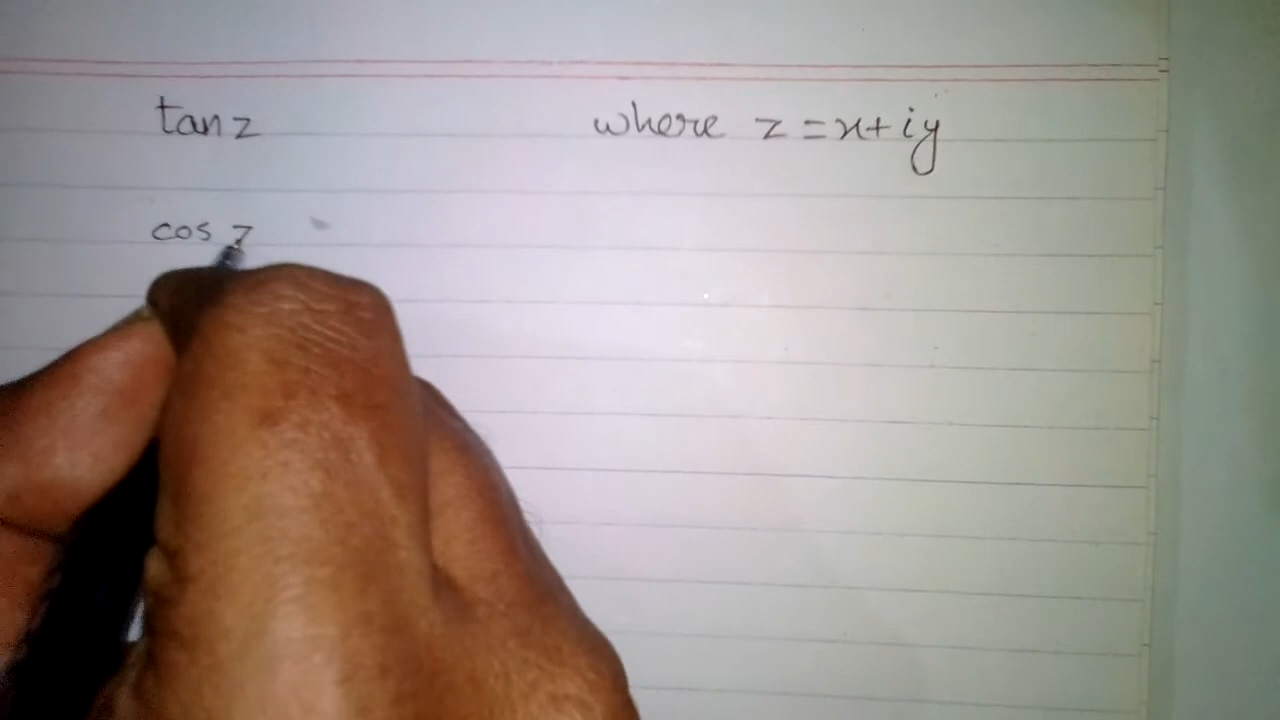 tan z where z = x + iy
cos z